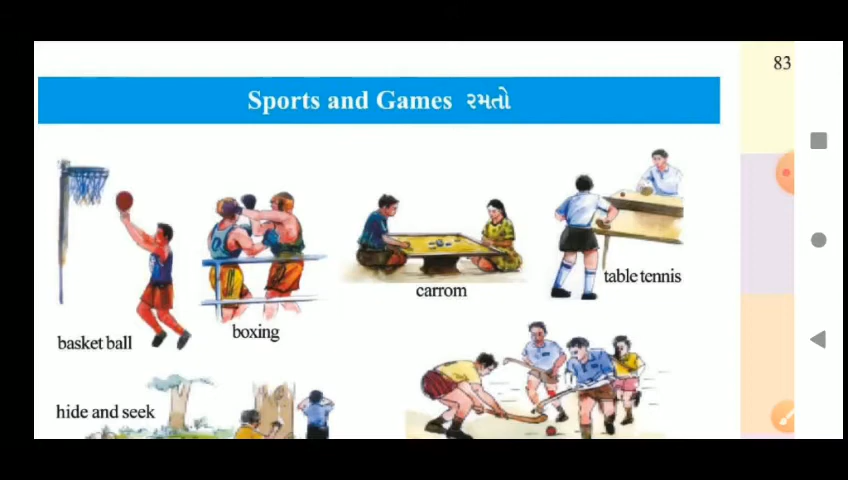 83
Sports and Games રમતો
basket ball
boxing
carrom
table tennis
hide and seek